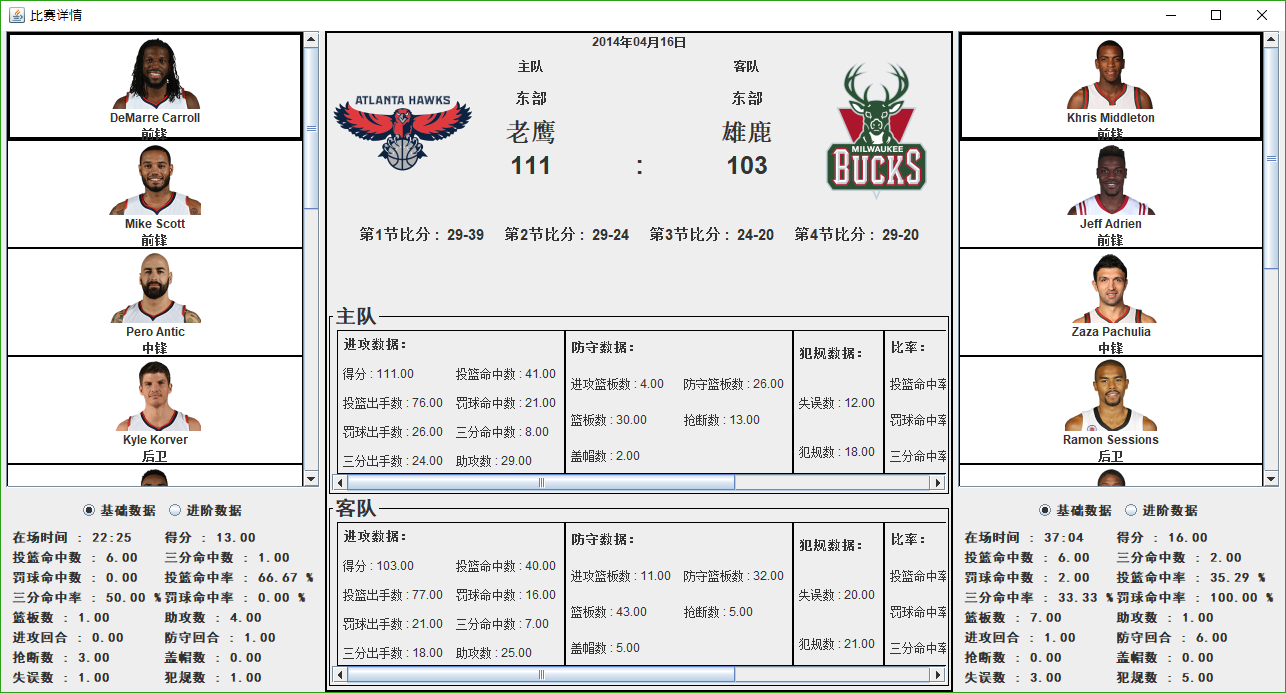 比赛详情
DeMarre Carroll
前锋
Mike Scott
前锋
Pero Antic
中锋
Kyle Korver
后卫
基础数据 进阶数据
在场时间 : 22:25 得分 : 13.00
投篮命中数 : 6.00 三分命中数 : 1.00
罚球命中数 : 0.00 投篮命中率 : 66.67 %
三分命中率 : 50.00 % 罚球命中率 : 0.00 %
篮板数 : 1.00 助攻数 : 4.00
进攻回合 : 0.00 防守回合 : 1.00
抢断数 : 3.00 盖帽数 : 0.00
失误数 : 1.00 犯规数 : 1.00
2014年04月16日
主队 客队
东部 东部
ATLANTA HAWKS
老鹰 雄鹿
111 : 103
MILWAUKEE
BUCKS
第1节比分 : 29-39 第2节比分 : 29-24 第3节比分 : 24-20 第4节比分 : 29-20
主队
进攻数据:
得分 : 111.00 投篮命中数 : 41.00
投篮出手数 : 76.00 罚球命中数 : 21.00
罚球出手数 : 26.00 三分命中数 : 8.00
三分出手数 : 24.00 助攻数 : 29.00
防守数据:
进攻篮板数 : 4.00 防守篮板数 : 26.00
篮板数 : 30.00 抢断数 : 13.00
盖帽数 : 2.00
犯规数据:
失误数 : 12.00
犯规数 : 18.00
比率:
投篮命中率
罚球命中率
三分命中率
客队
进攻数据:
得分 : 103.00 投篮命中数 : 40.00
投篮出手数 : 77.00 罚球命中数 : 16.00
罚球出手数 : 21.00 三分命中数 : 7.00
三分出手数 : 18.00 助攻数 : 25.00
防守数据:
进攻篮板数 : 11.00 防守篮板数 : 32.00
篮板数 : 43.00 抢断数 : 5.00
盖帽数 : 5.00
犯规数据:
失误数 : 20.00
犯规数 : 21.00
比率:
投篮命中率
罚球命中率
三分命中率
Khris Middleton
前锋
Jeff Adrien
前锋
Zaza Pachulia
中锋
Ramon Sessions
后卫
基础数据 进阶数据
在场时间 : 37:04 得分 : 16.00
投篮命中数 : 6.00 三分命中数 : 2.00
罚球命中数 : 2.00 投篮命中率 : 35.29 %
三分命中率 : 33.33 % 罚球命中率 : 100.00 %
篮板数 : 7.00 助攻数 : 1.00
进攻回合 : 1.00 防守回合 : 6.00
抢断数 : 0.00 盖帽数 : 0.00
失误数 : 3.00 犯规数 : 5.00